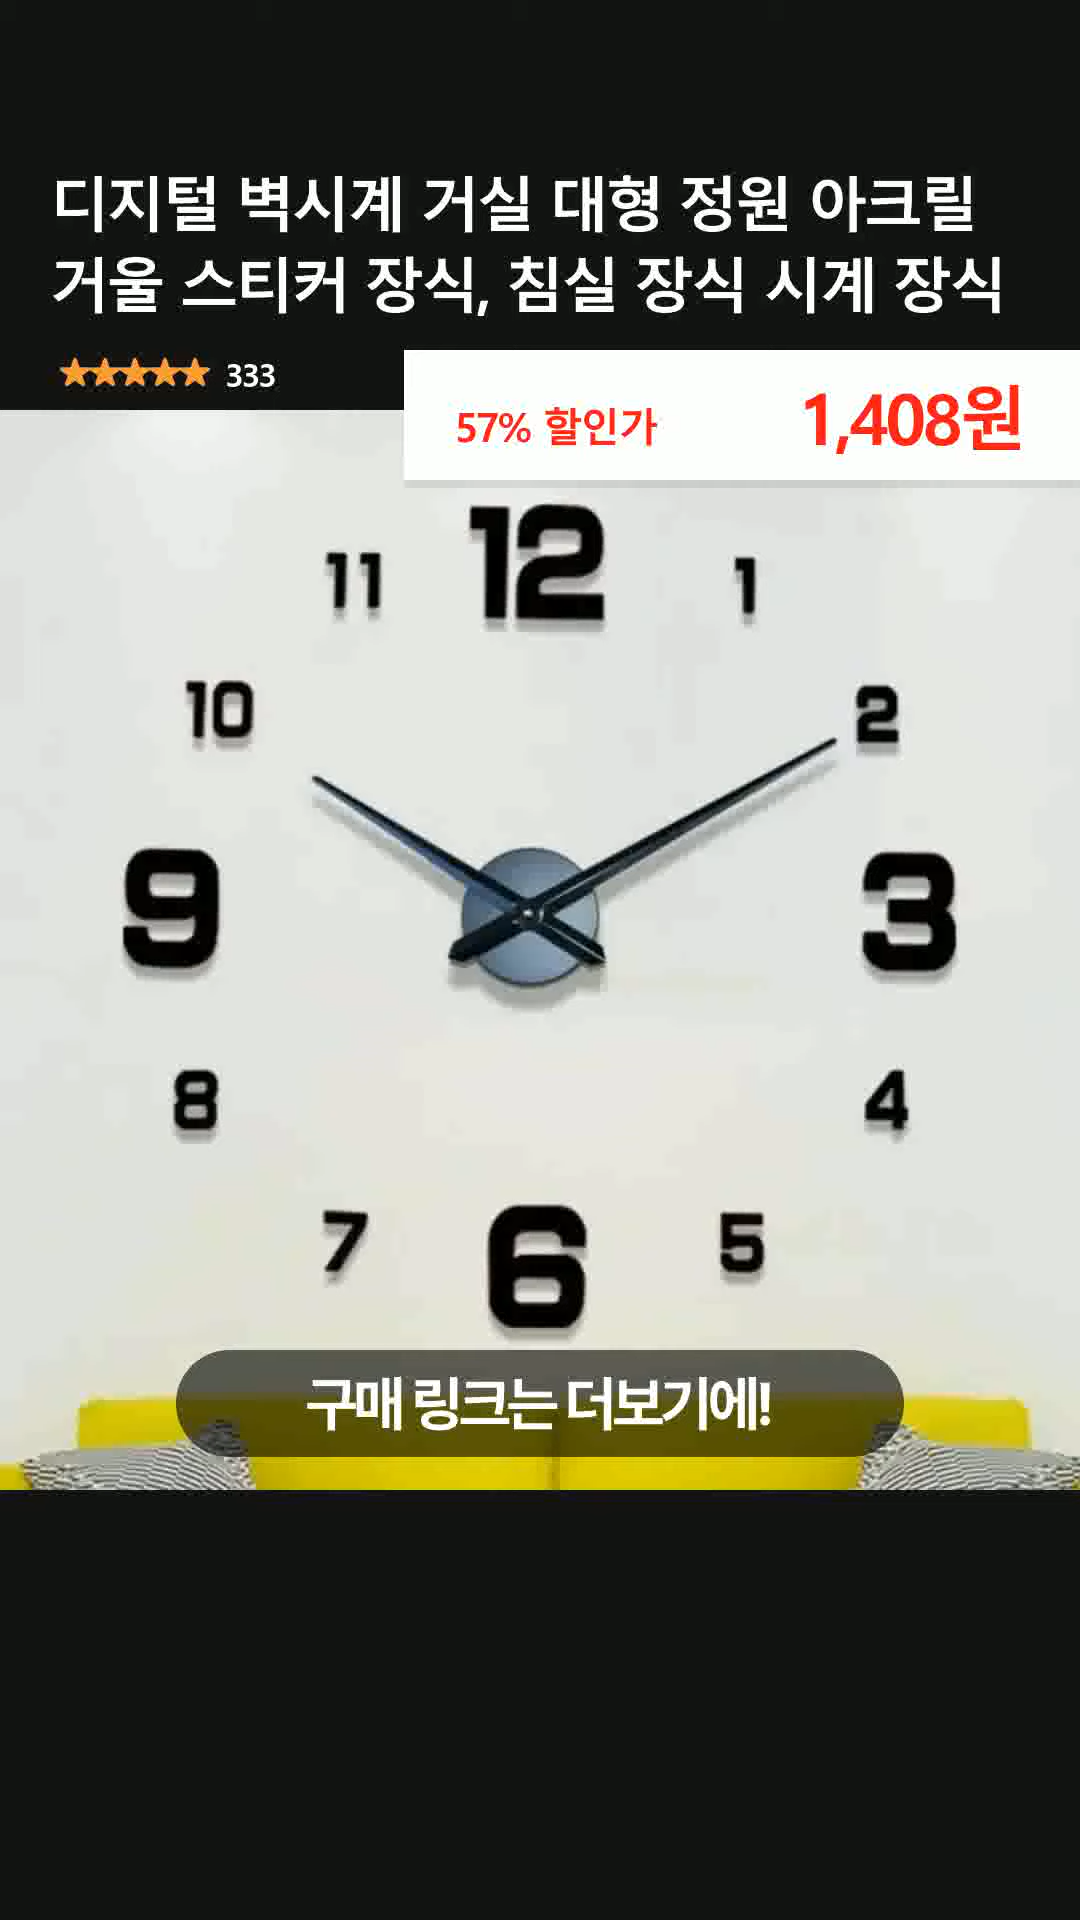 디지털 벽시계 거실 대형 정원 아크릴
거울 스티커 장식, 침실 장식 시계 장식
333
57% 할인가 1,408원
12
11 1
10 2
9 3
8 4
7 6 5
구매 링크는 더보기에!